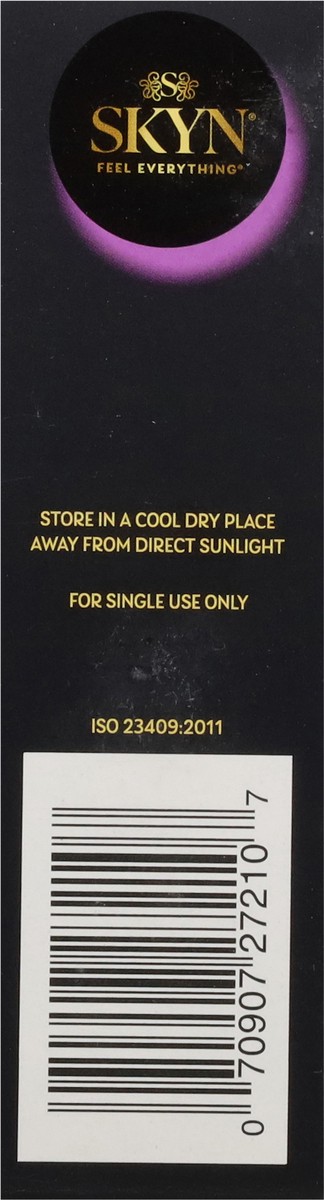 S
SKYN®
FEEL EVERYTHING®
STORE IN A COOL DRY PLACE
AWAY FROM DIRECT SUNLIGHT
FOR SINGLE USE ONLY
ISO 23409:2011
0 70907 27210 7